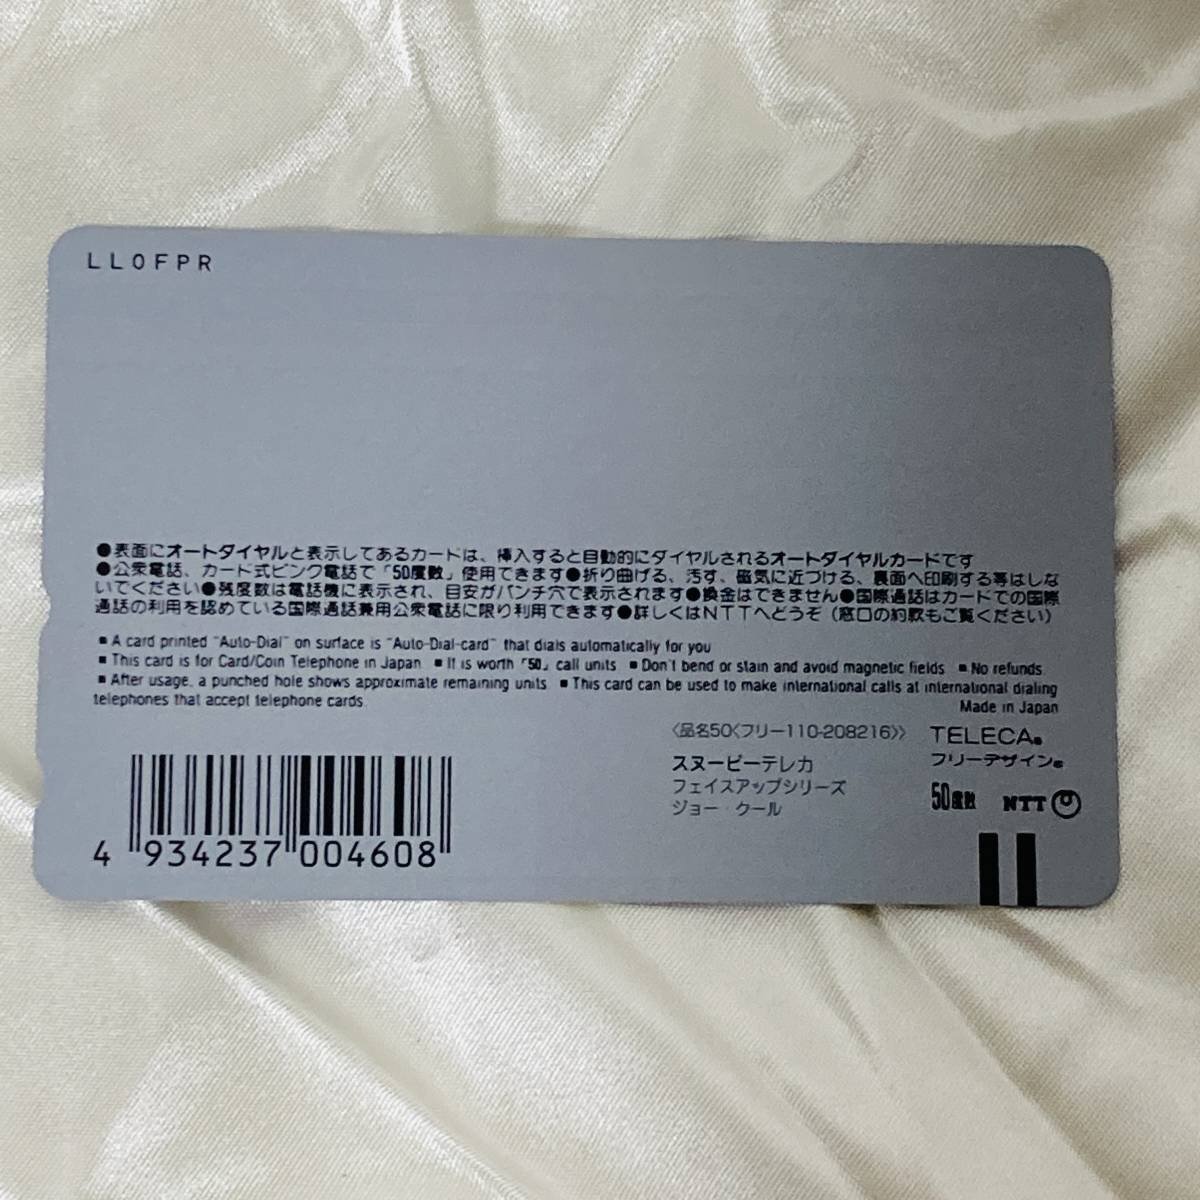 LL0FPR
●表面にオートダイヤルと表示してあるカードは、挿入すると自動的にダイヤルされるオートダイヤルカードです
●公衆電話、カード式ピンク電話で「50度数」使用できます●折り曲げる、汚す、磁気に近づける、裏面へ印刷する等はしな
いでください●残度数は電話機に表示され、目安がパンチ穴で表示されます●換金はできません●国際通話はカードでの国際
通話の利用を認めている国際通話兼用公衆電話に限り利用できます●詳しくはNTTへどうぞ（窓口の約款もご覧ください）
■ A card printed "Auto-Dial" on surface is "Auto-Dial-card" that dials automatically for you
■ This card is for Card/Coin Telephone in Japan ■ It is worth「50」call units ■ Don't bend or stain and avoid magnetic fields ■ No refunds
■ After usage, a punched hole shows approximate remaining units ■ This card can be used to make international calls at international dialing
telephones that accept telephone cards.
Made in Japan
〈品名50〈フリー110-208216〉〉
スヌーピーテレカ
フェイスアップシリーズ
ジョー・クール
TELECA®
フリーデザイン®
50度数 NTT
4 934237 004608